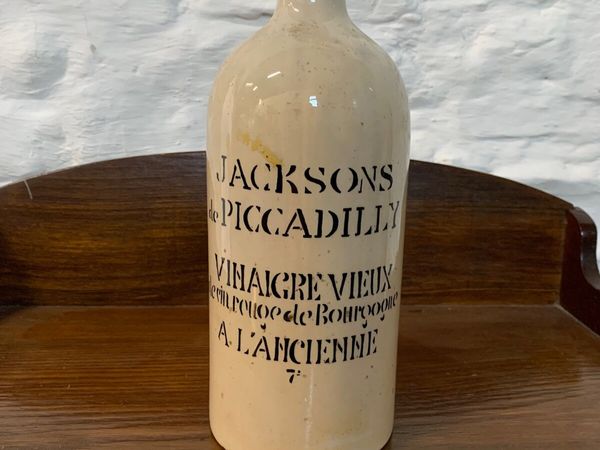 JACKSONS
de PICCADILLY
VINAIGRE VIEUX
de vin rouge de Bourgogne
A L'ANCIENNE
7°